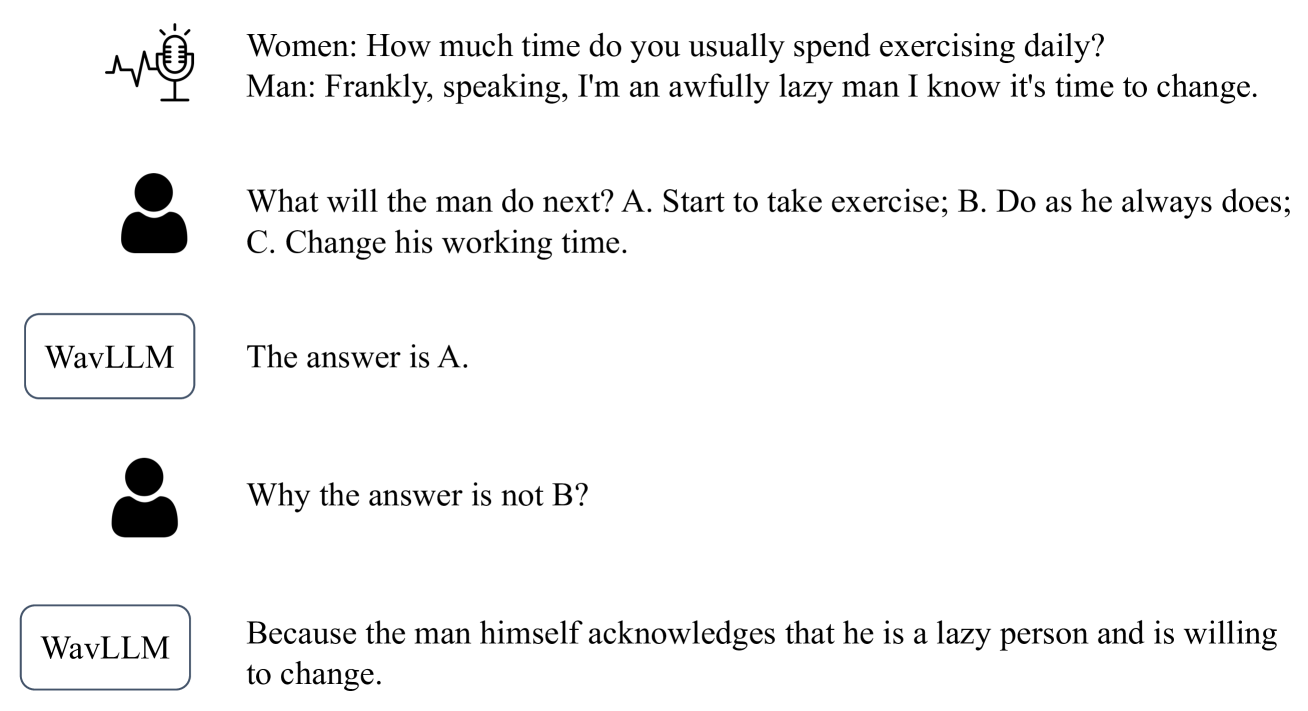 Women: How much time do you usually spend exercising daily?
Man: Frankly, speaking, I'm an awfully lazy man I know it's time to change.
What will the man do next? A. Start to take exercise; B. Do as he always does;
C. Change his working time.
WavLLM
The answer is A.
Why the answer is not B?
WavLLM
Because the man himself acknowledges that he is a lazy person and is willing
to change.